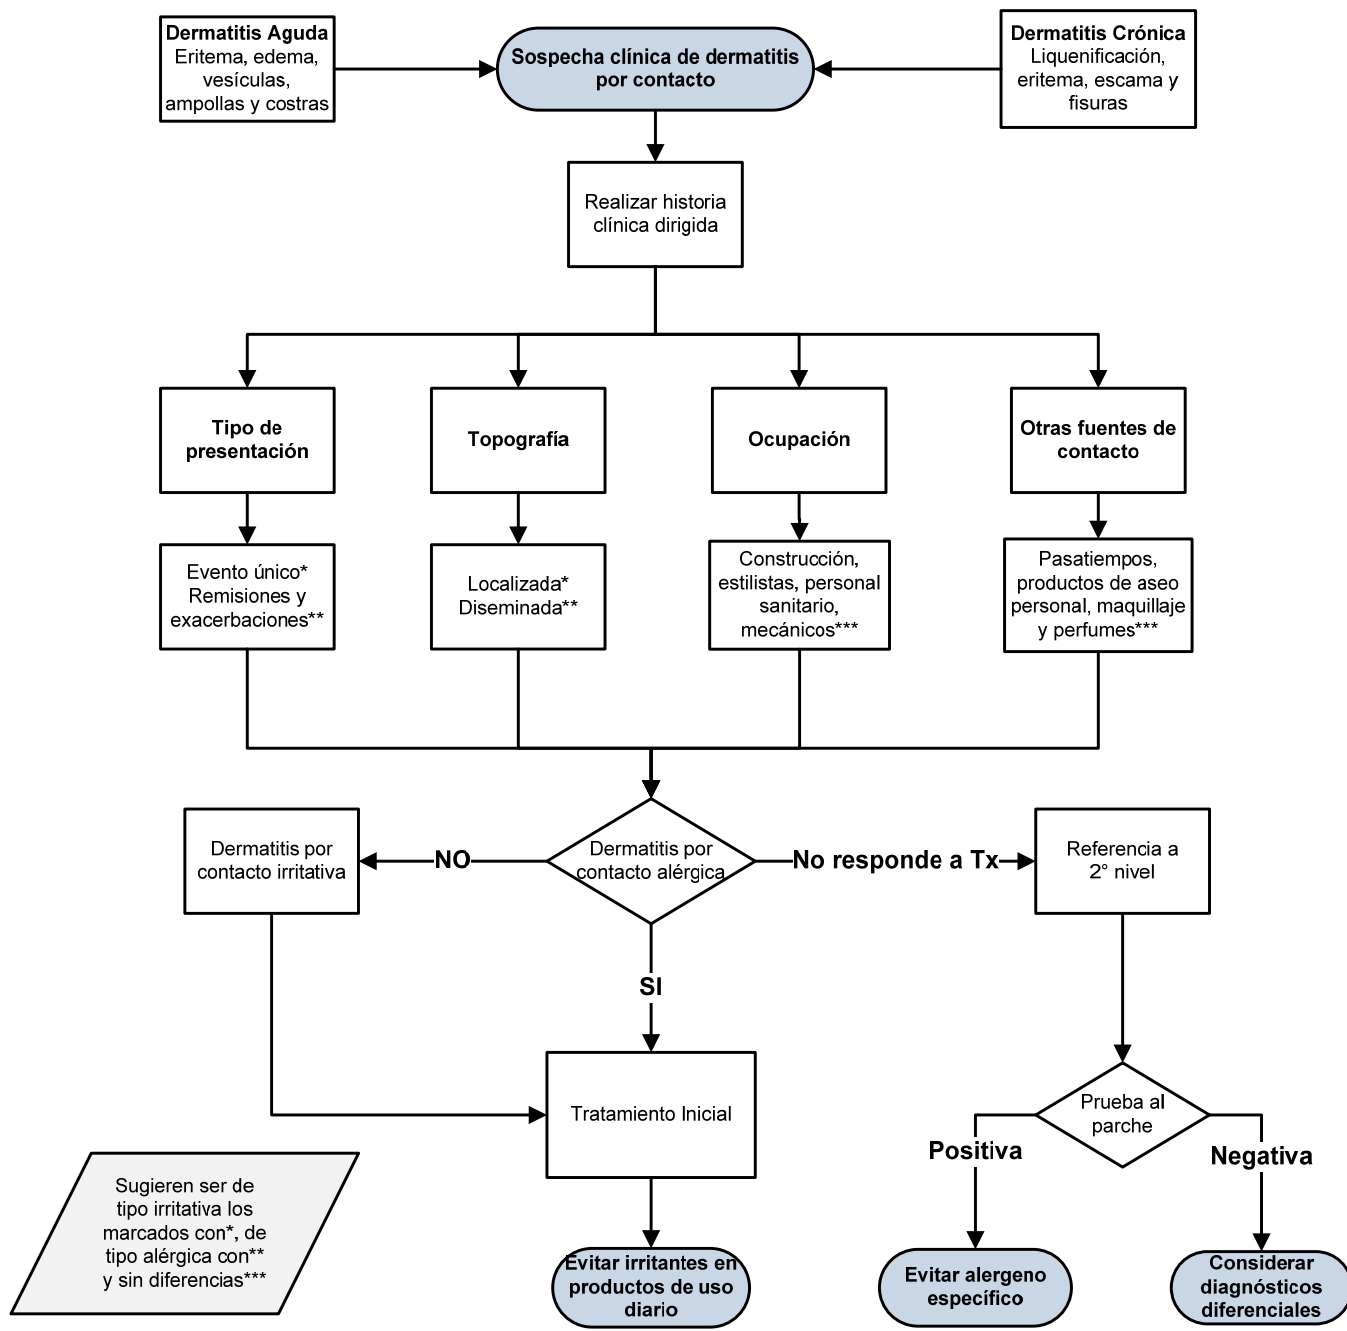 Dermatitis Aguda
Eritema, edema,
vesículas,
ampollas y costras
Sospecha clínica de dermatitis
por contacto
Dermatitis Crónica
Liquenificación,
eritema, escama y
fisuras
Realizar historia
clínica dirigida
Tipo de
presentación
Topografía
Ocupación
Otras fuentes de
contacto
Evento único*
Remisiones y
exacerbaciones**
Localizada*
Diseminada**
Construcción,
estilistas, personal
sanitario,
mecánicos***
Pasatiempos,
productos de aseo
personal, maquillaje
y perfumes***
Dermatitis por
contacto irritativa
NO
Dermatitis por
contacto alérgica
No responde a Tx
Referencia a
2° nivel
SI
Tratamiento Inicial
Prueba al
parche
Positiva
Negativa
Sugieren ser de
tipo irritativa los
marcados con*, de
tipo alérgica con**
y sin diferencias***
Evitar irritantes en
productos de uso
diario
Evitar alergeno
específico
Considerar
diagnósticos
diferenciales